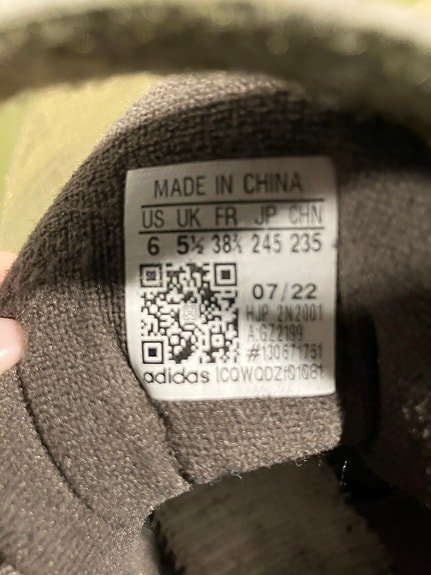 MADE IN CHINA
US UK FR JP CHN
6 5½ 38⅔ 245 235
07/22
HJP 2N2001
A:GZ2199
#130671751
adidas 1CQWQDZf01G81